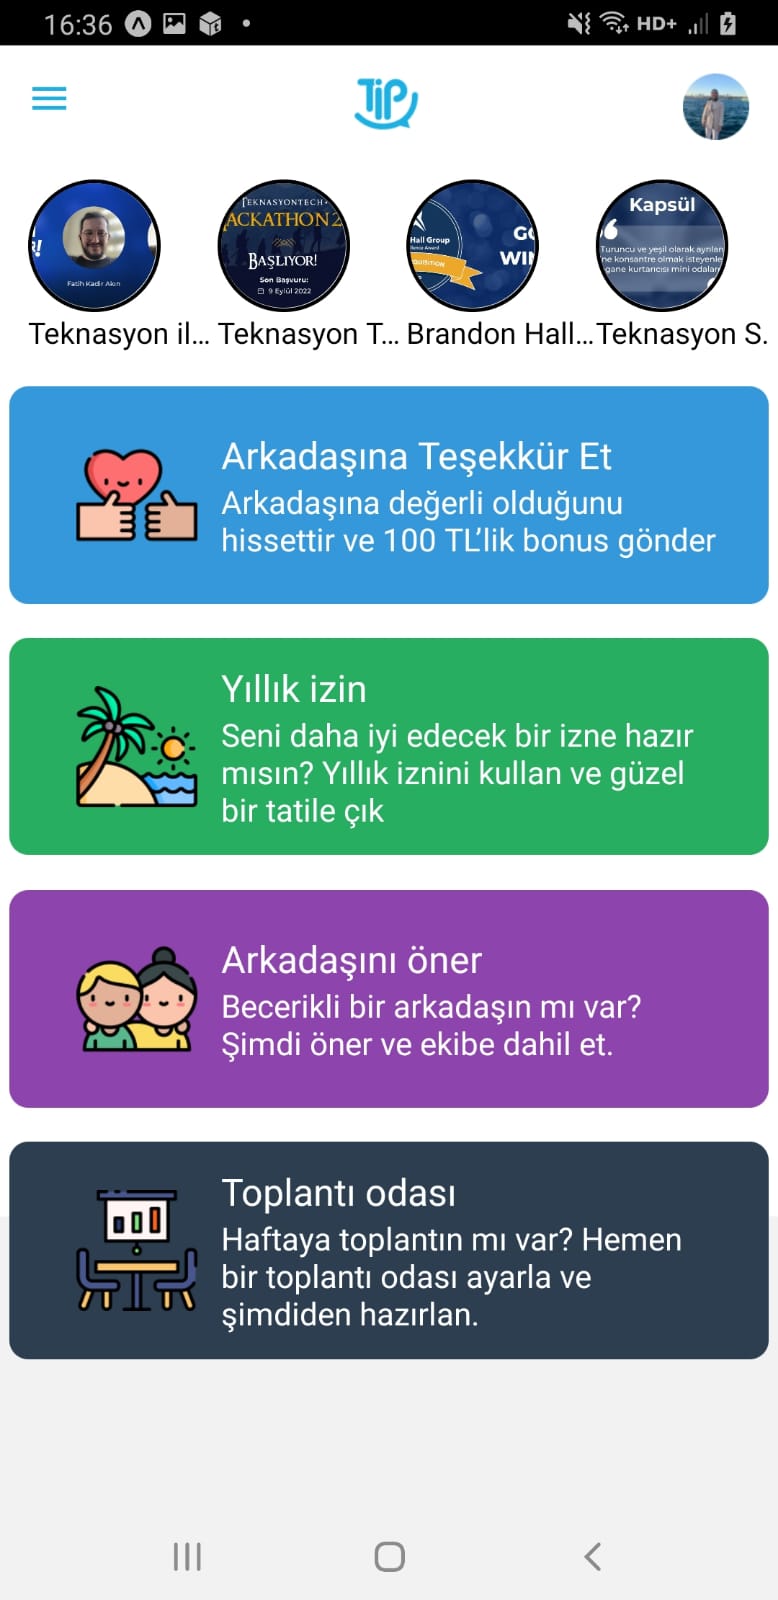 16:36
HD+
TiP
a!
Fatih Kadir Akın
TEKNASYONTECH
ACKATHON 2
BAŞLIYOR!
Son Başvuru:
9 Eylül 2022
Hall Group
GO
WIN
Kapsül
Turuncu ve yeşil olarak ayrılan
ne konsantre olmak isteyenle
gane kurtarıcısı mini odalar
Teknasyon il...
Teknasyon T...
Brandon Hall...
Teknasyon S.
Arkadaşına Teşekkür Et
Arkadaşına değerli olduğunu
hissettir ve 100 TL’lik bonus gönder
Yıllık izin
Seni daha iyi edecek bir izne hazır
mısın? Yıllık iznini kullan ve güzel
bir tatile çık
Arkadaşını öner
Becerikli bir arkadaşın mı var?
Şimdi öner ve ekibe dahil et.
Toplantı odası
Haftaya toplantın mı var? Hemen
bir toplantı odası ayarla ve
şimdiden hazırlan.